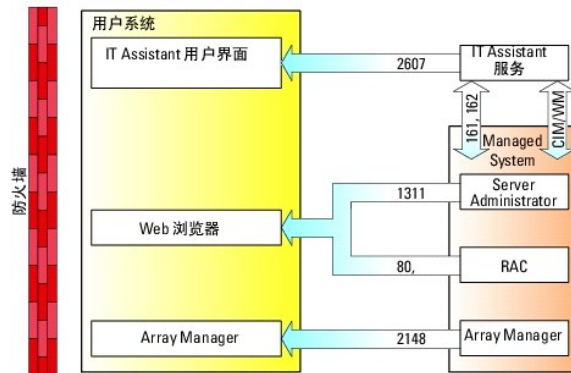 用户系统
IT Assistant 用户界面
2607
IT Assistant
服务
161, 162
CIM/WM
防火墙
Managed
System
1311
Server
Administrator
Web 浏览器
80,
RAC
Array Manager
2148
Array Manager